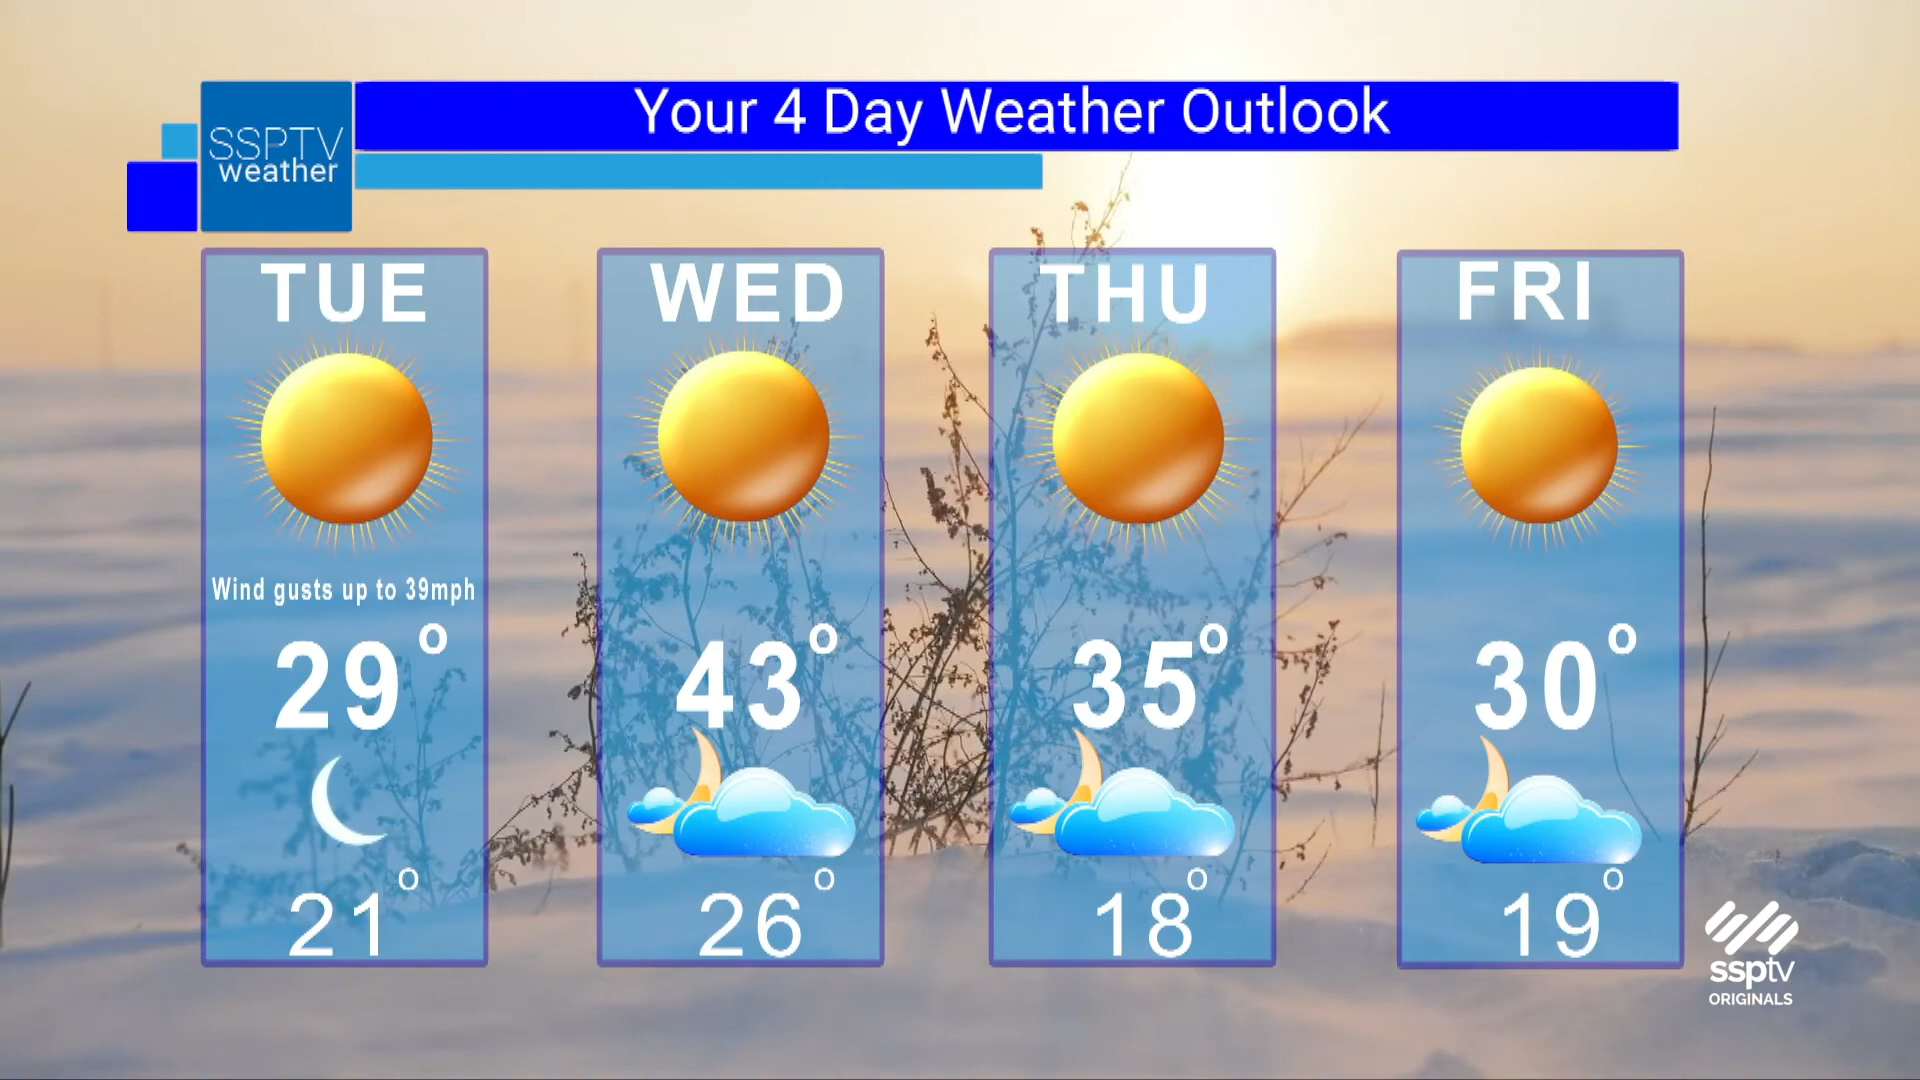 Your 4 Day Weather Outlook
SSPTV
weather
TUE
Wind gusts up to 39mph
29°
21°
WED
43°
26°
THU
35°
18°
FRI
30°
19°
ssptv
ORIGINALS